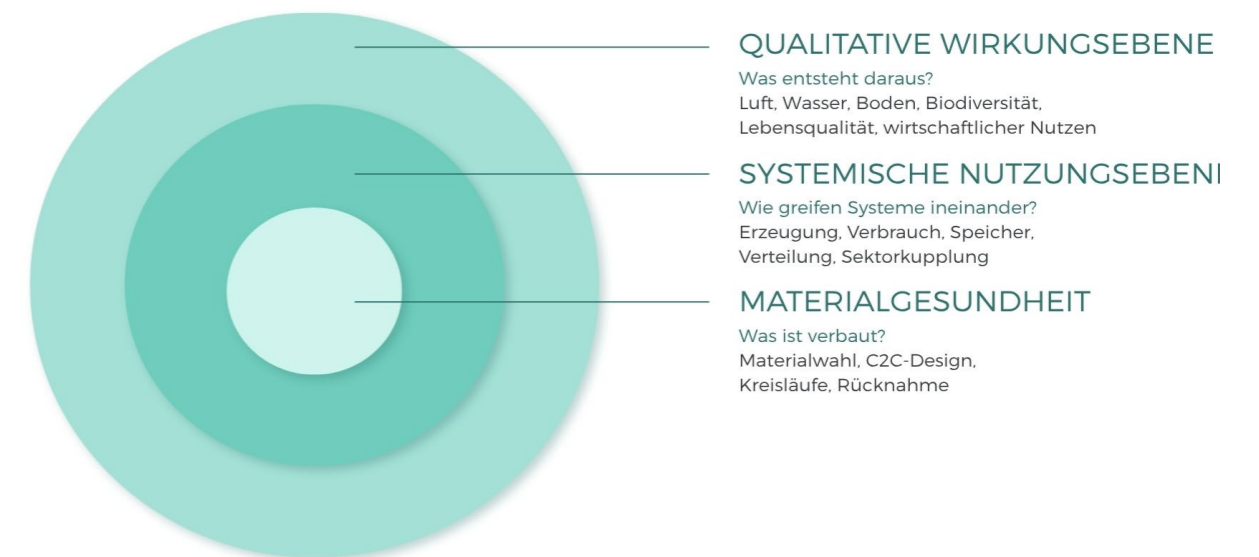 QUALITATIVE WIRKUNGSEBENE
Was entsteht daraus?
Luft, Wasser, Boden, Biodiversität,
Lebensqualität, wirtschaftlicher Nutzen
SYSTEMISCHE NUTZUNGSEBEN
Wie greifen Systeme ineinander?
Erzeugung, Verbrauch, Speicher,
Verteilung, Sektorkupplung
MATERIALGESUNDHEIT
Was ist verbaut?
Materialwahl, C2C-Design,
Kreisläufe, Rücknahme